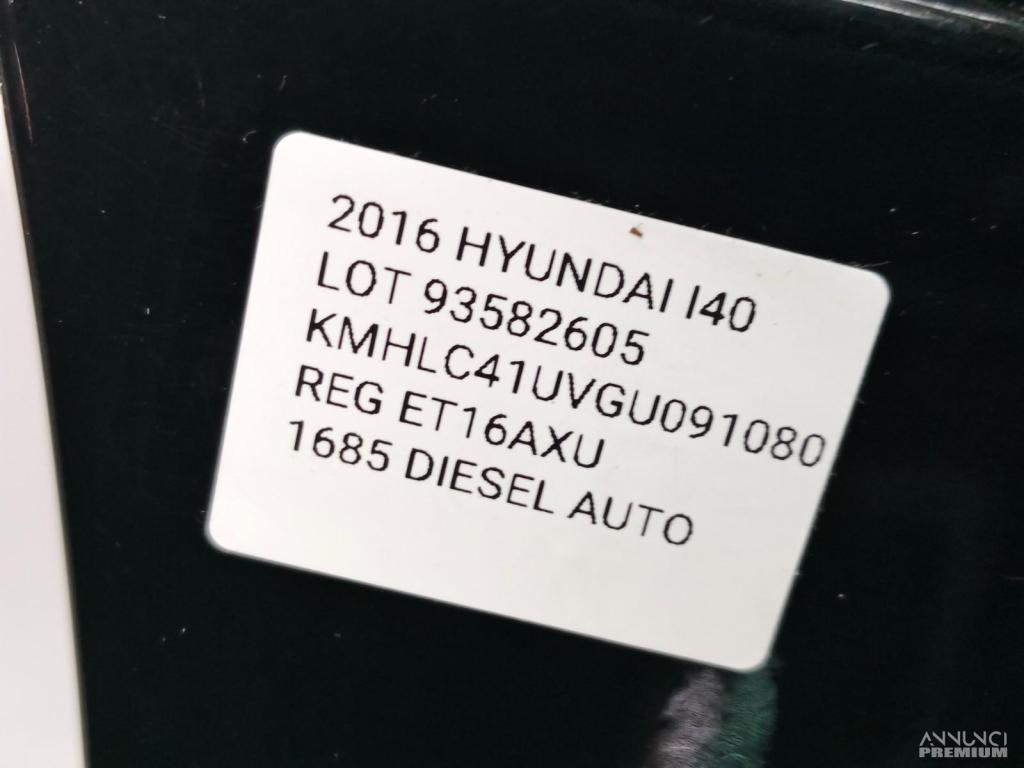 2016 HYUNDAI I40
LOT 93582605
KMHLC41UVGU091080
REG ET16AXU
1685 DIESEL AUTO
ANNUNCI
PREMIUM